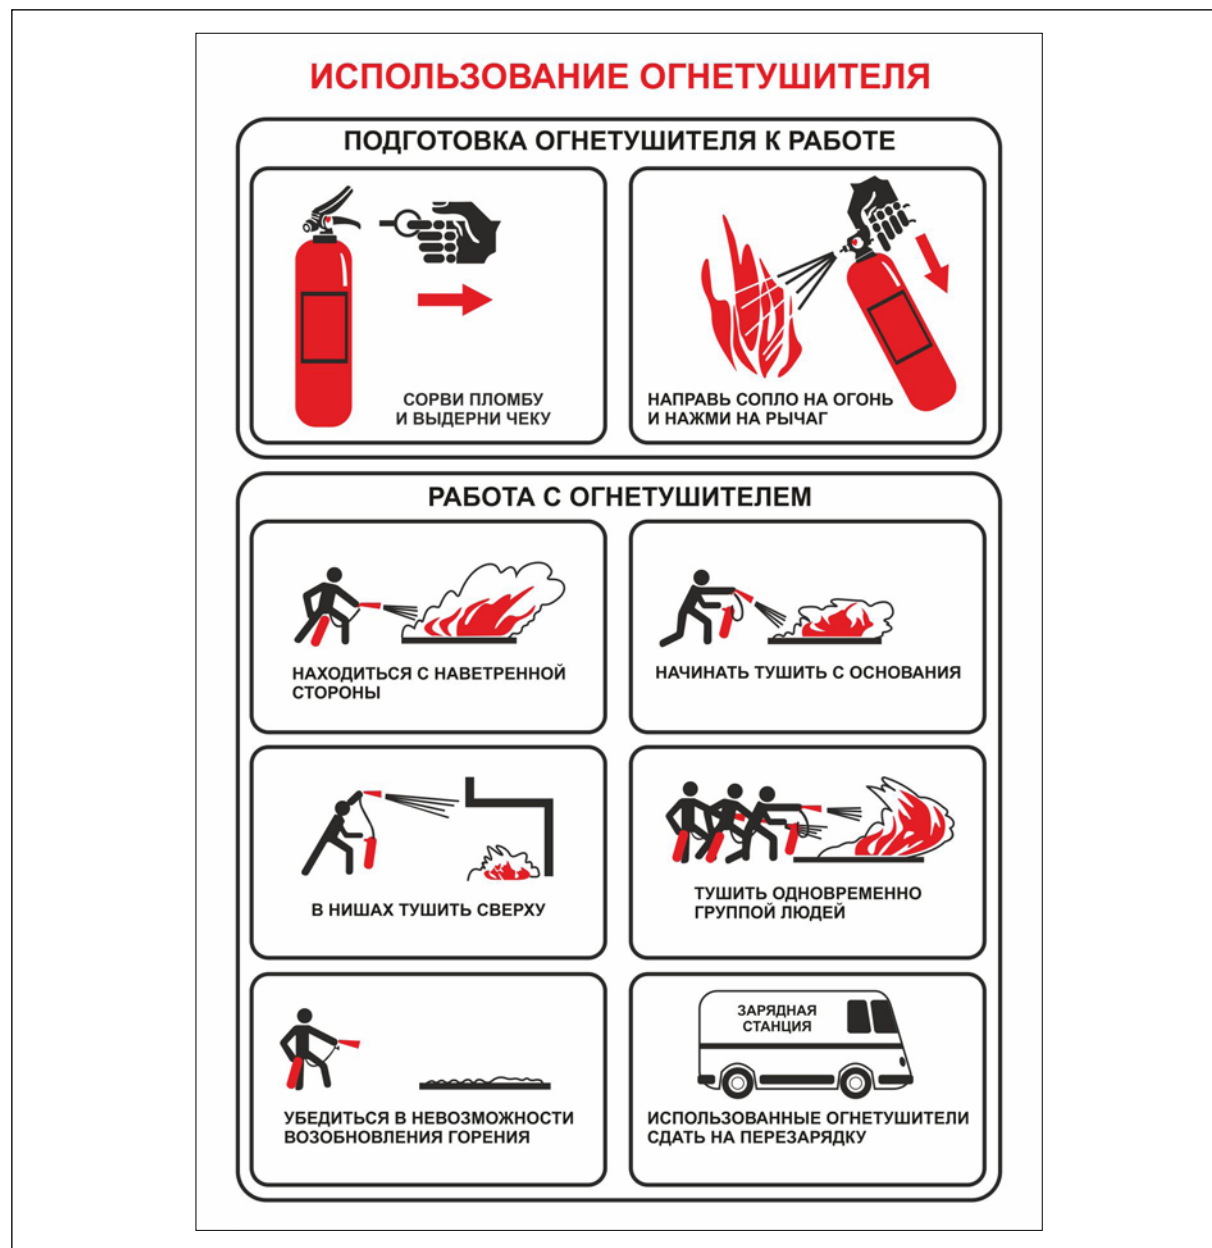 ИСПОЛЬЗОВАНИЕ ОГНЕТУШИТЕЛЯ
ПОДГОТОВКА ОГНЕТУШИТЕЛЯ К РАБОТЕ
СОРВИ ПЛОМБУ
И ВЫДЕРНИ ЧЕКУ
НАПРАВЬ СОПЛО НА ОГОНЬ
И НАЖМИ НА РЫЧАГ
РАБОТА С ОГНЕТУШИТЕЛЕМ
НАХОДИТЬСЯ С НАВЕТРЕННОЙ
СТОРОНЫ
НАЧИНАТЬ ТУШИТЬ С ОСНОВАНИЯ
В НИШАХ ТУШИТЬ СВЕРХУ
ТУШИТЬ ОДНОВРЕМЕННО
ГРУППОЙ ЛЮДЕЙ
УБЕДИТЬСЯ В НЕВОЗМОЖНОСТИ
ВОЗОБНОВЛЕНИЯ ГОРЕНИЯ
ЗАРЯДНАЯ
СТАНЦИЯ
ИСПОЛЬЗОВАННЫЕ ОГНЕТУШИТЕЛИ
СДАТЬ НА ПЕРЕЗАРЯДКУ